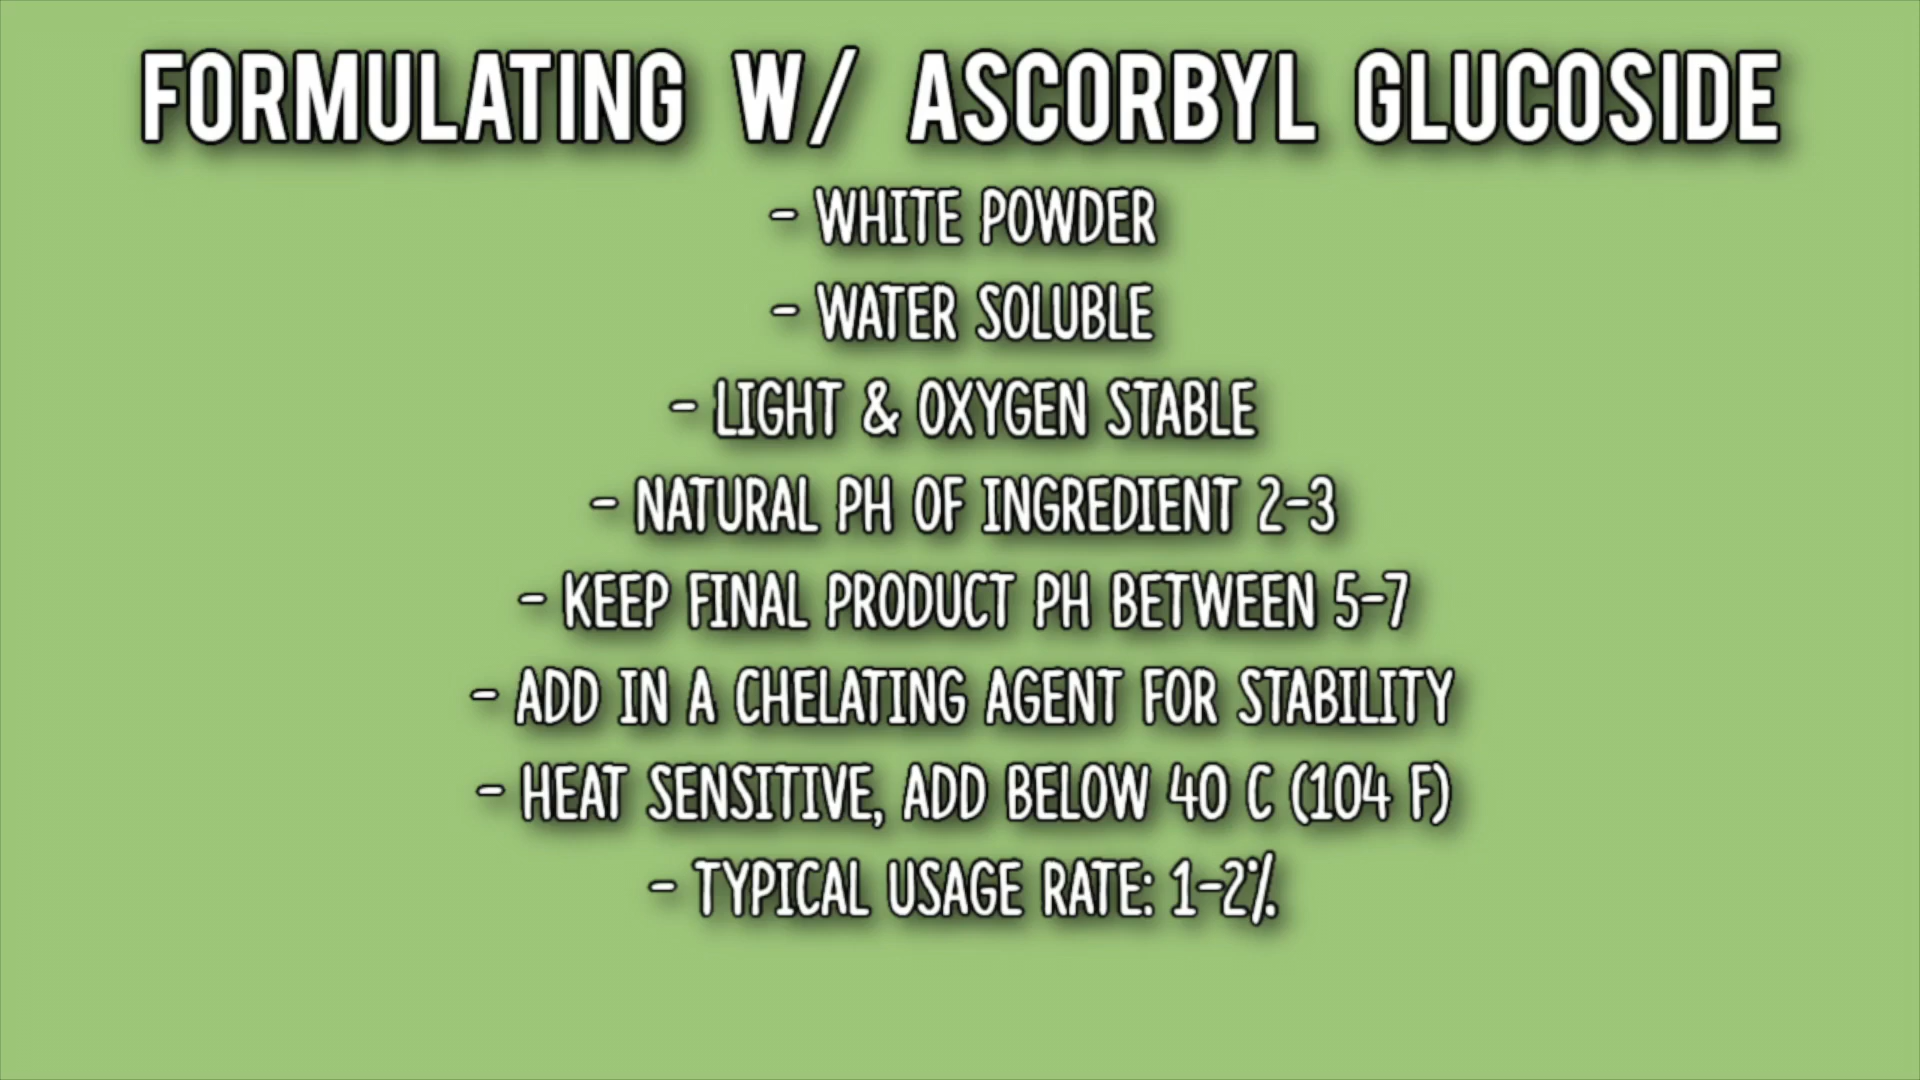 FORMULATING W/ ASCORBYL GLUCOSIDE
- WHITE POWDER
- WATER SOLUBLE
- LIGHT & OXYGEN STABLE
- NATURAL PH OF INGREDIENT 2-3
- KEEP FINAL PRODUCT PH BETWEEN 5-7
- ADD IN A CHELATING AGENT FOR STABILITY
- HEAT SENSITIVE, ADD BELOW 40 C (104 F)
- TYPICAL USAGE RATE: 1-2%